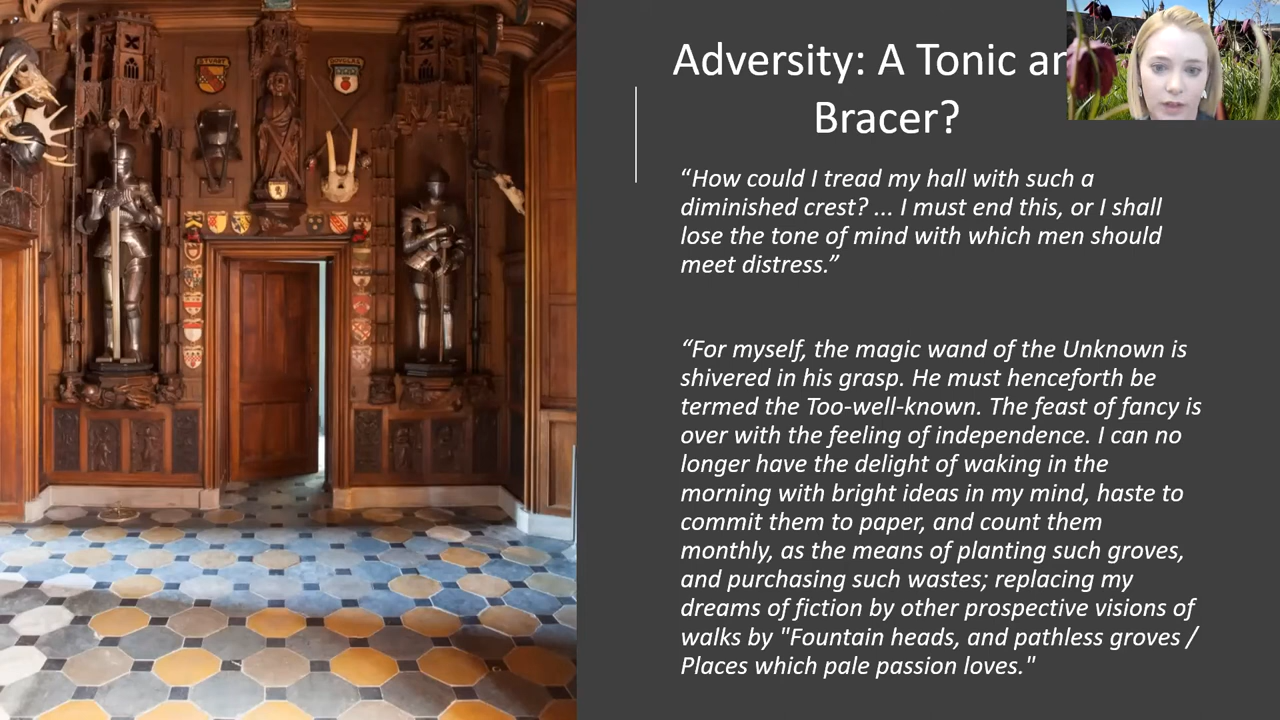 STUART
DOUGLAS
Adversity: A Tonic an
Bracer?
“How could I tread my hall with such a
diminished crest? ... I must end this, or I shall
lose the tone of mind with which men should
meet distress.”
“For myself, the magic wand of the Unknown is
shivered in his grasp. He must henceforth be
termed the Too-well-known. The feast of fancy is
over with the feeling of independence. I can no
longer have the delight of waking in the
morning with bright ideas in my mind, haste to
commit them to paper, and count them
monthly, as the means of planting such groves,
and purchasing such wastes; replacing my
dreams of fiction by other prospective visions of
walks by "Fountain heads, and pathless groves /
Places which pale passion loves."